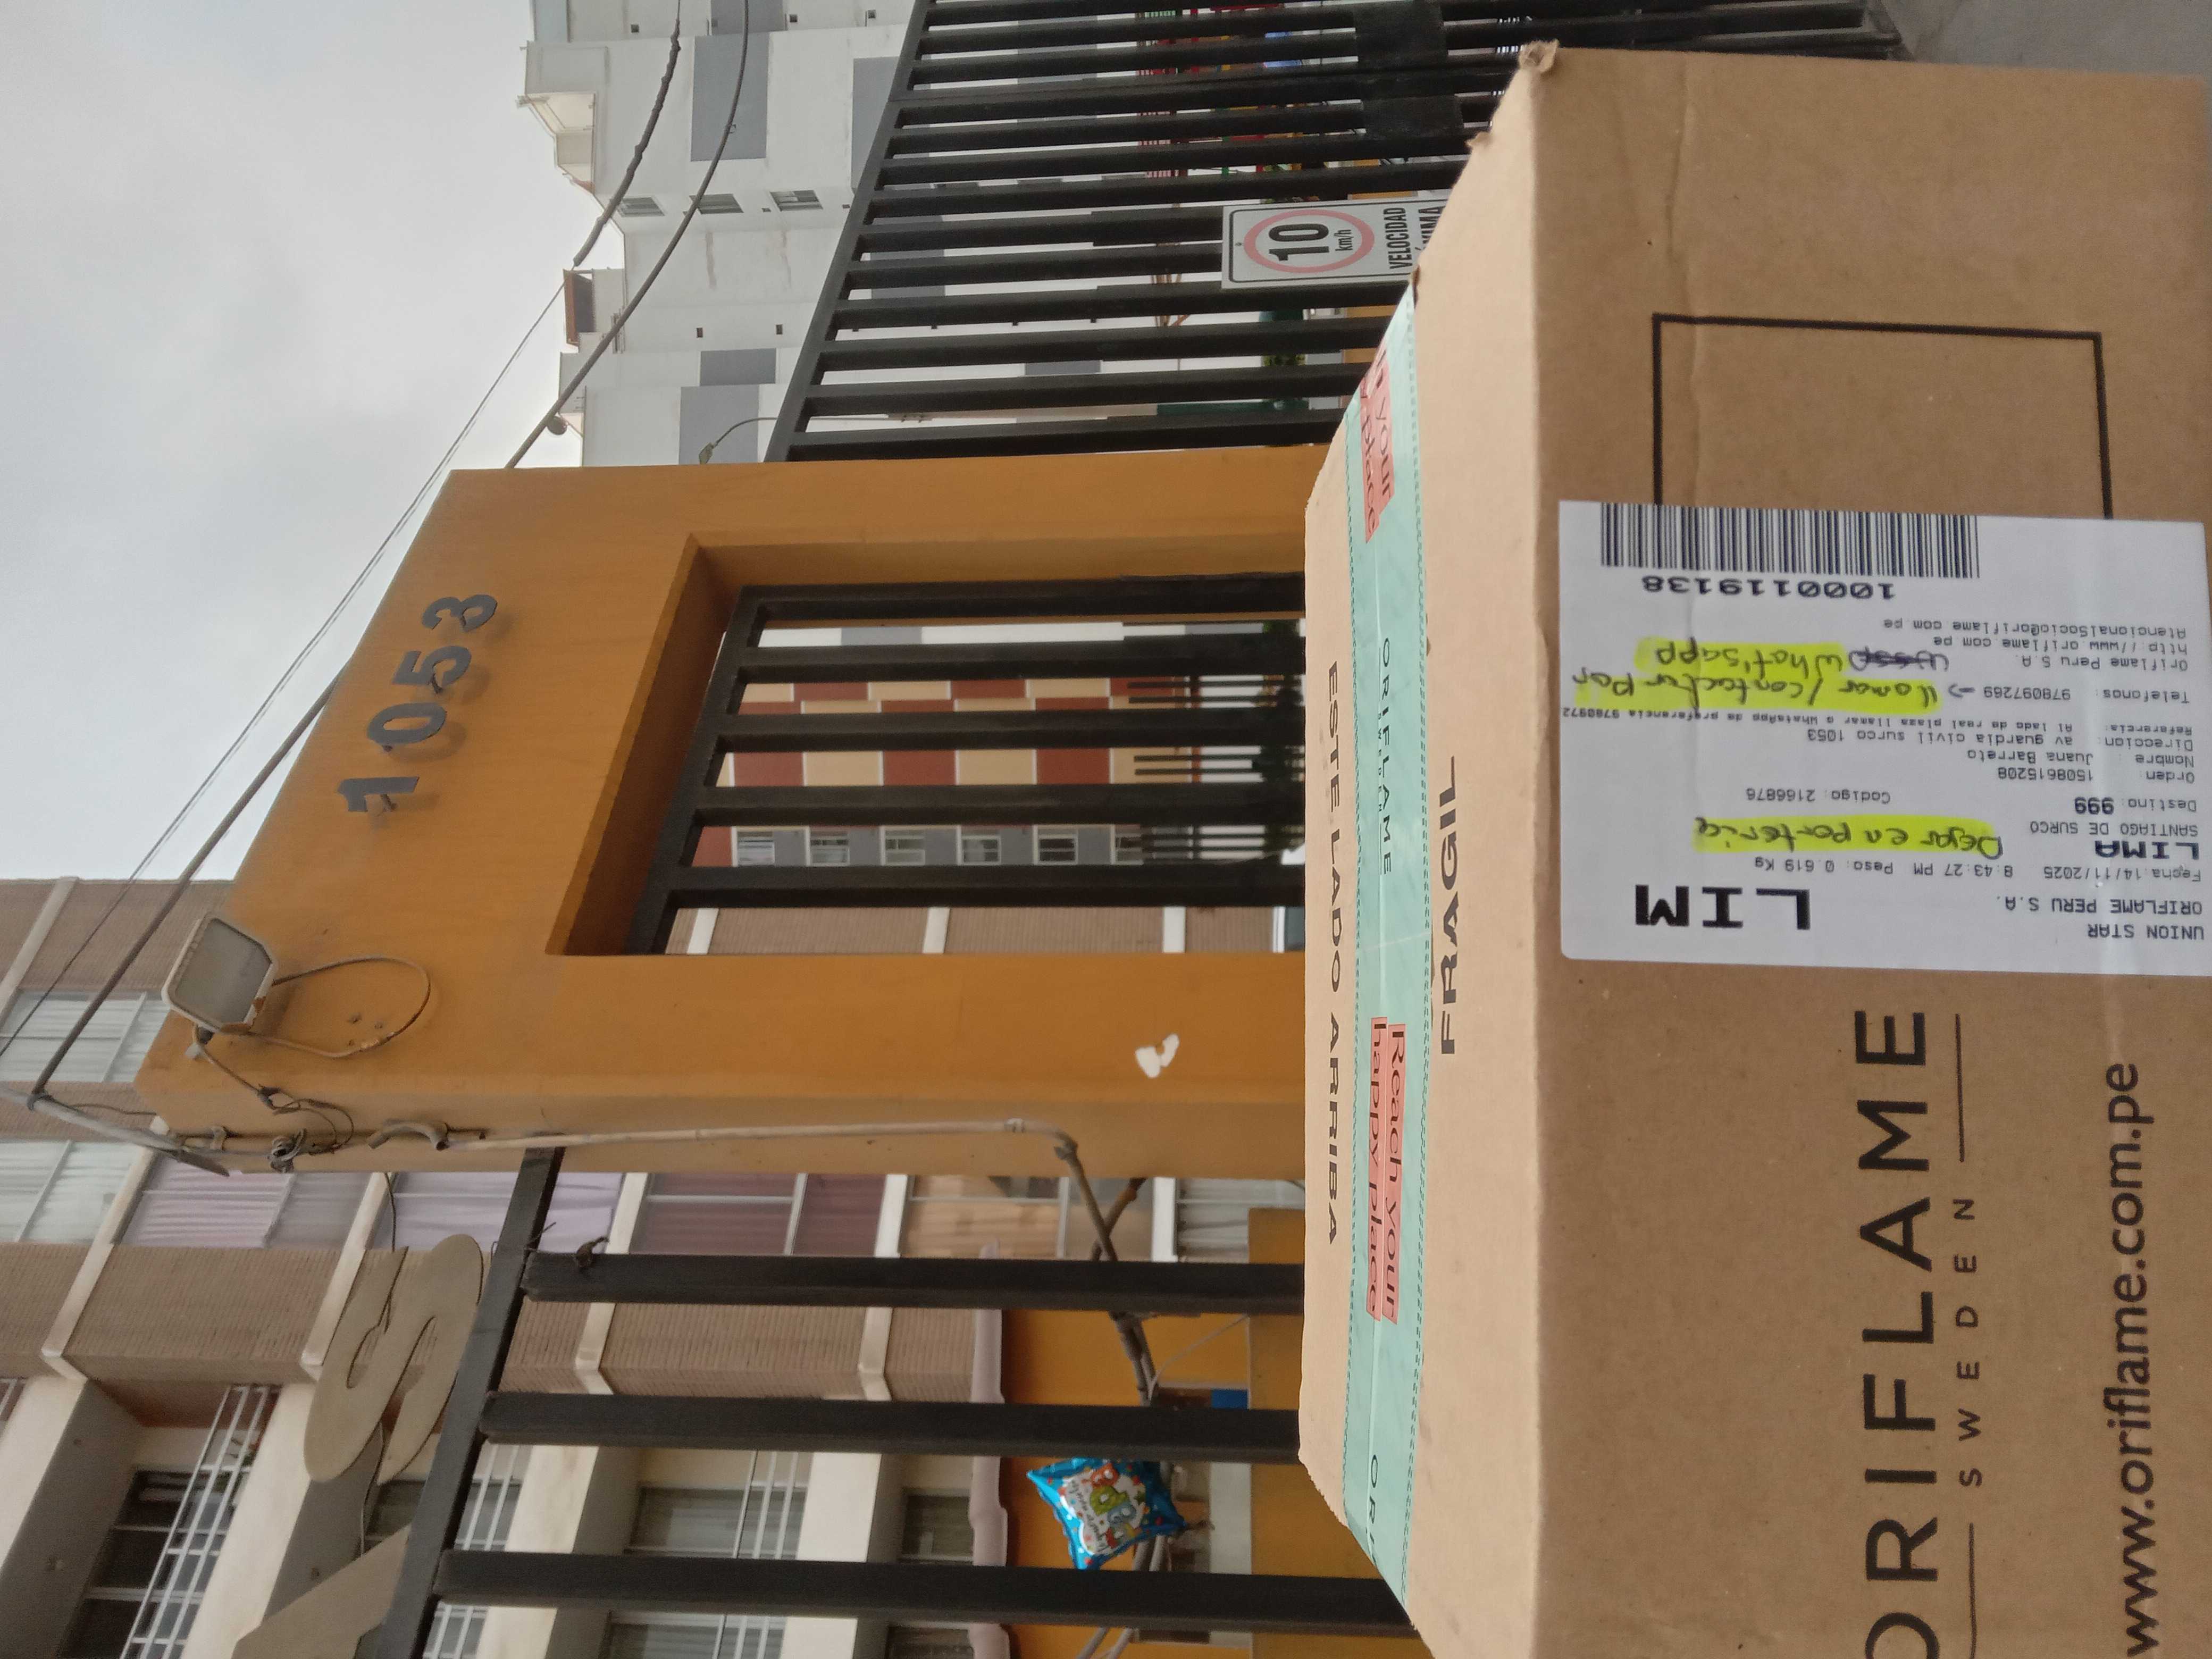 1053
10
km/h
VELOCIDAD
ESTE LADO ARRIBA
ORIFLAME
SWEDEN
Reach your
happy place
your
FRAGIL
UNION STAR
ORIFLAME PERU S.A.
LIM
Fecha:14/11/2025 8:43:27 PM Peso: 0.619 Kg
LIMA
Dejar en portería
SANTIAGO DE SURCO
Destino: 999
Codigo: 2166876
Orden: 1508615208
Nombre : Juana Barreto
Direccion: av guardia civil surco 1053
Referencia: Al lado de real plaza llamar o WhatsApp de preferencia 9780972
Telefonos: 978097269 → llamar / contactar por
WhatSapp
Oriflame Peru S.A.
http://www.oriflame.com.pe
AtencionalSocio@oriflame.com.pe
1000119138
ORIFLAME
SWEDEN
www.oriflame.com.pe